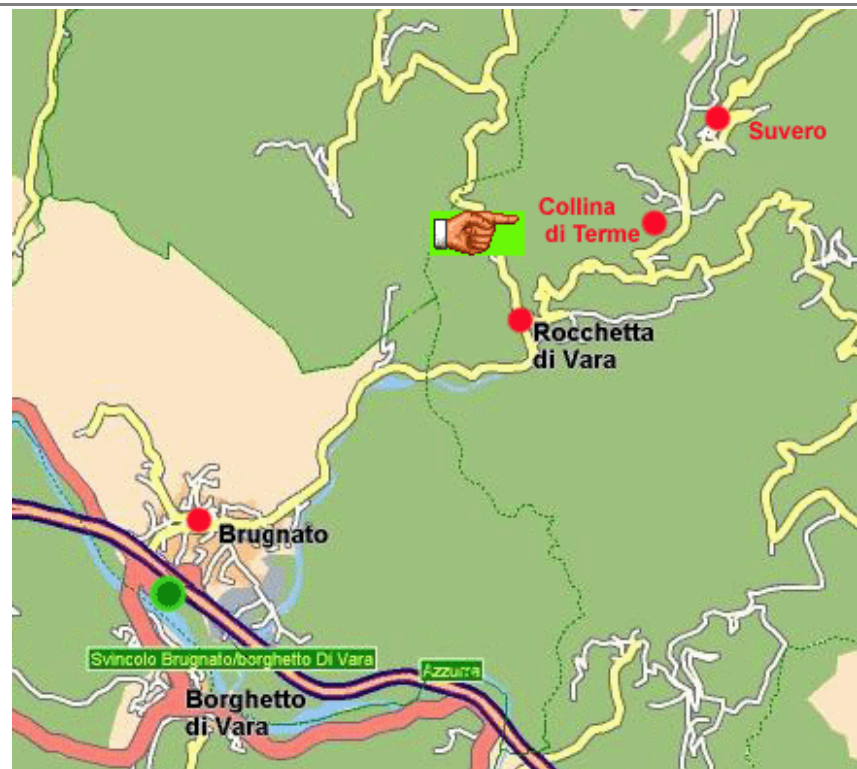 Suvero
Collina
di Terme
Rocchetta
di Vara
Brugnato
Svincolo Brugnato/borghetto Di Vara
Azzurra
Borghetto
di Vara